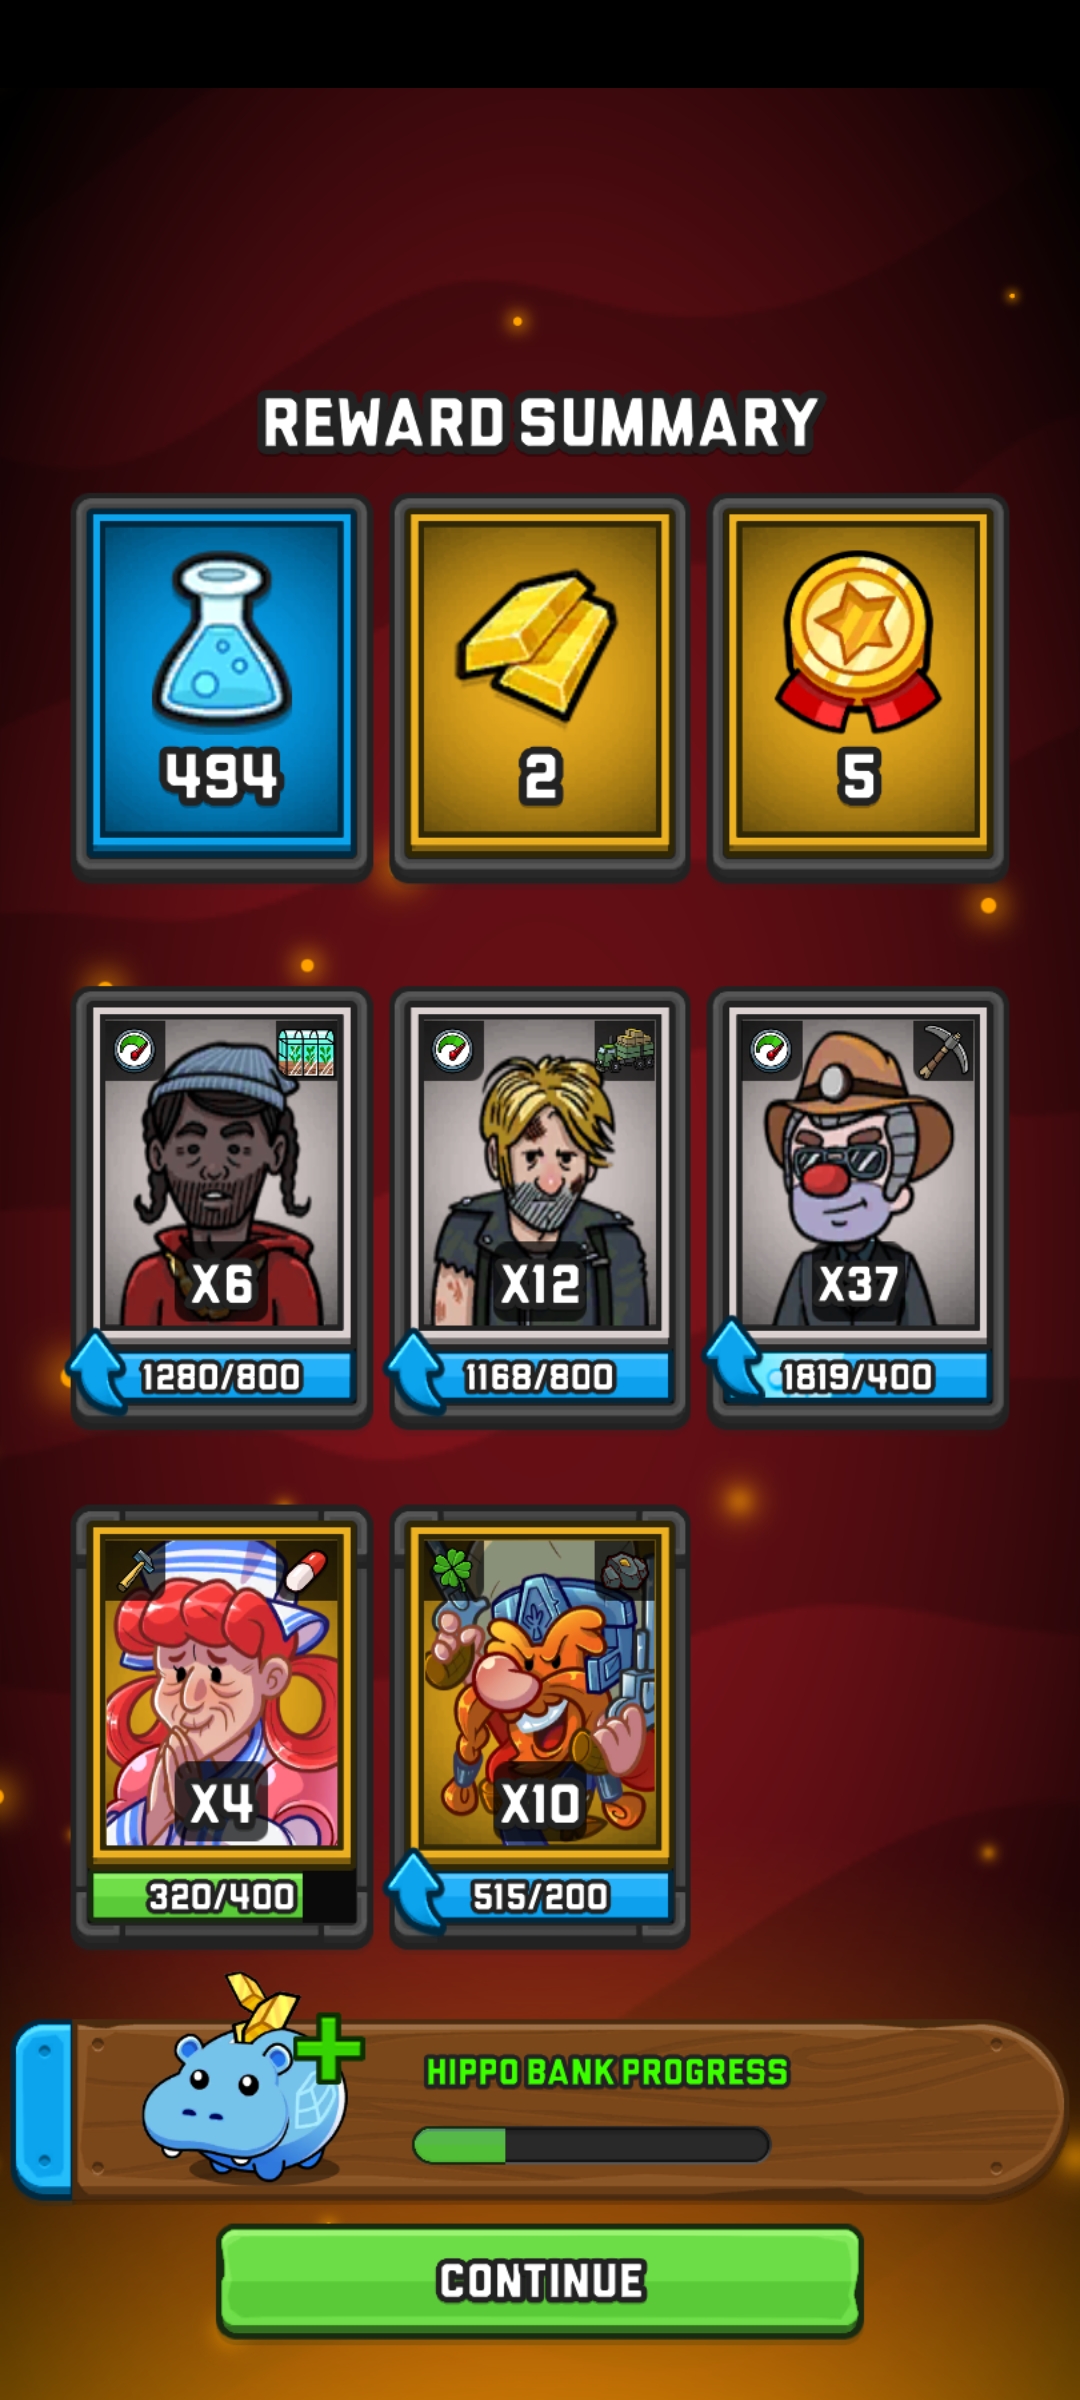 REWARD SUMMARY
494
2
5
X6
X12
X37
1280/800
1168/800
1819/400
X4
X10
320/400
515/200
HIPPO BANK PROGRESS
CONTINUE